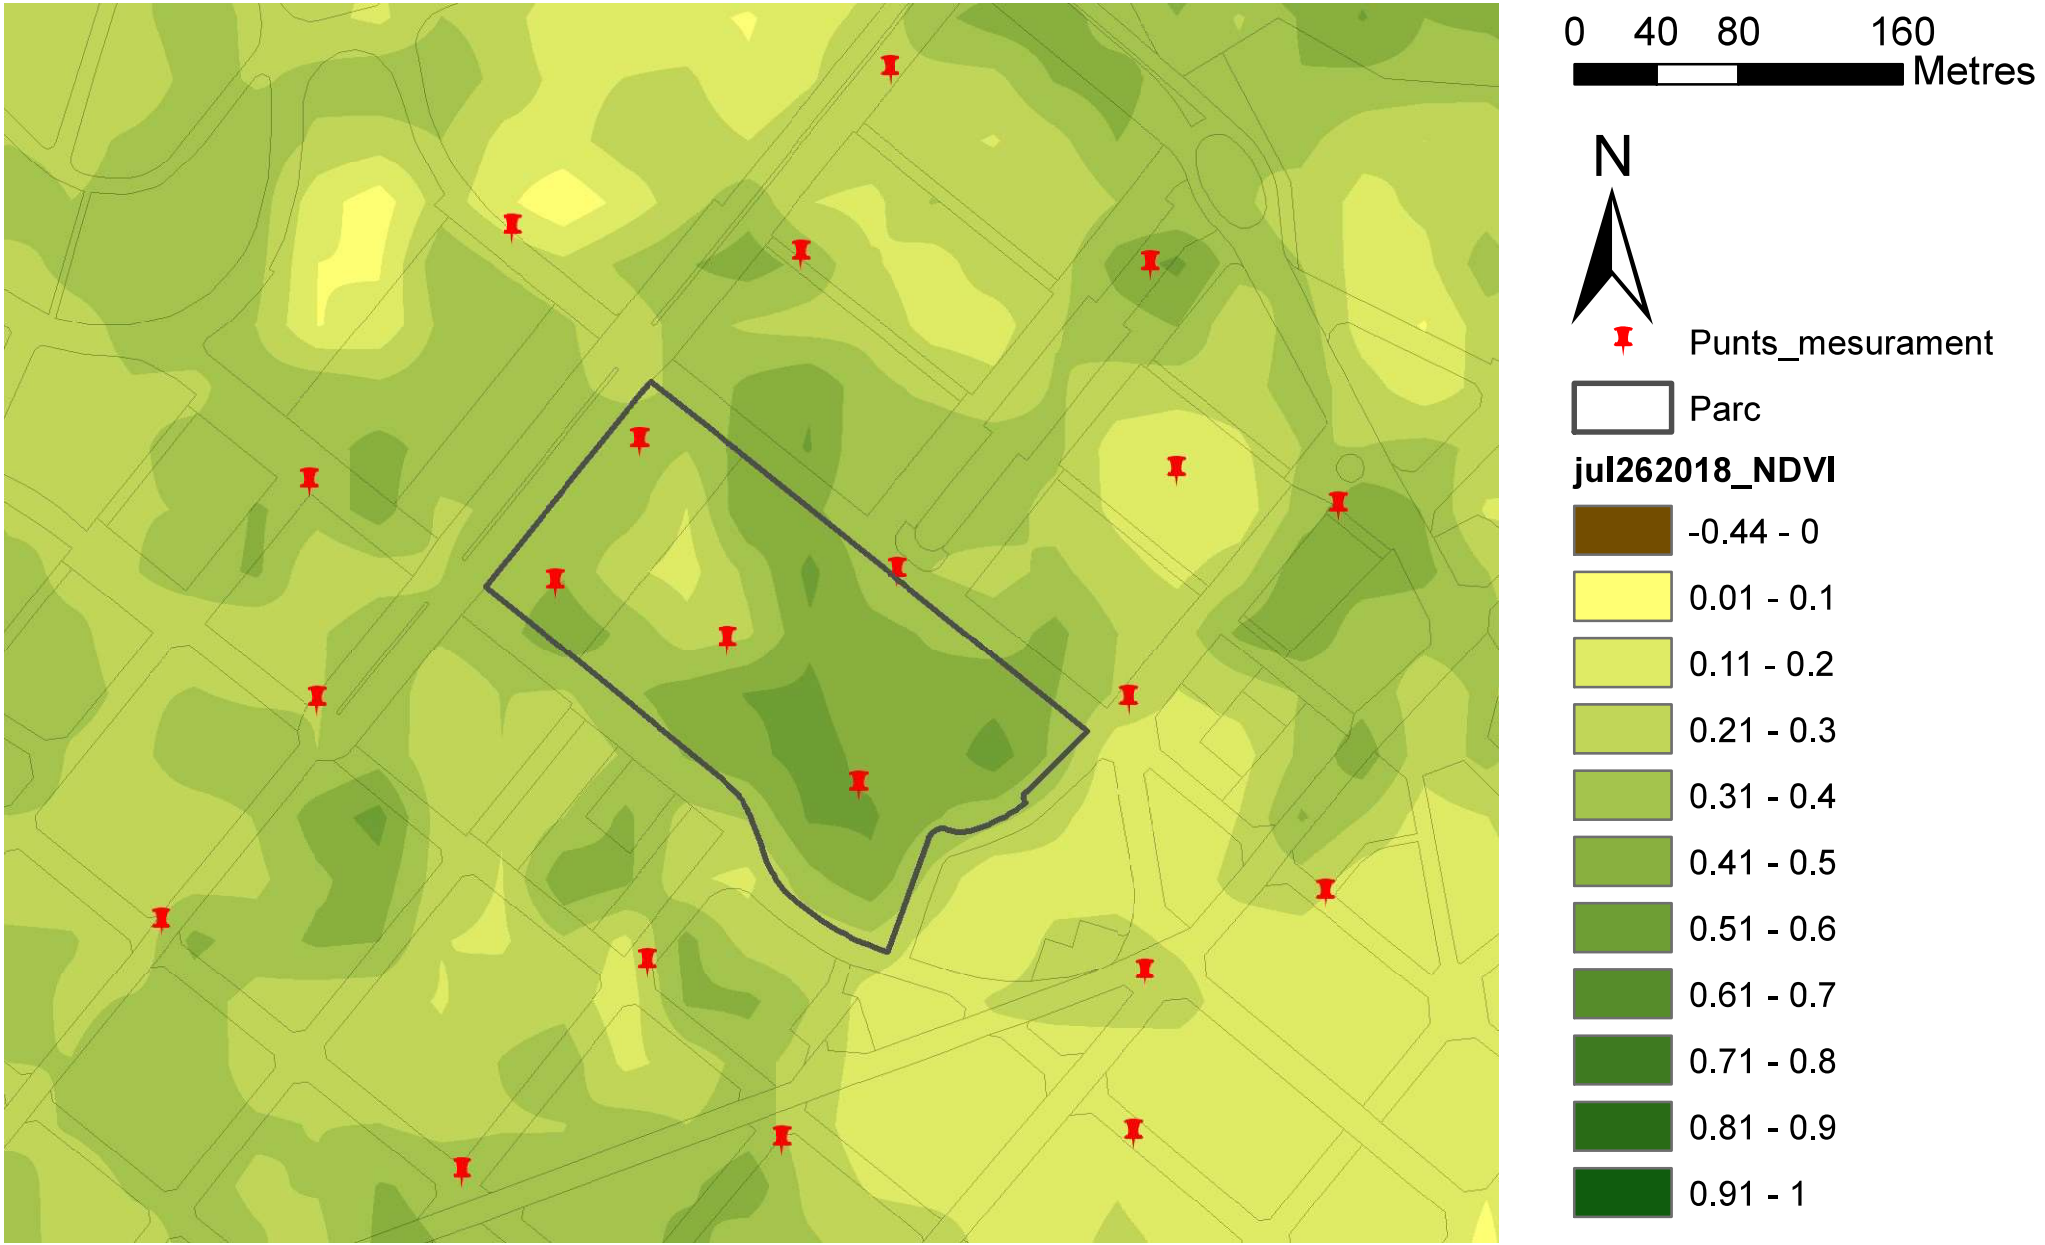 0 40 80 160
Metres
N
Punts_mesurament
Parc
jul262018_NDVI
-0.44 - 0
0.01 - 0.1
0.11 - 0.2
0.21 - 0.3
0.31 - 0.4
0.41 - 0.5
0.51 - 0.6
0.61 - 0.7
0.71 - 0.8
0.81 - 0.9
0.91 - 1